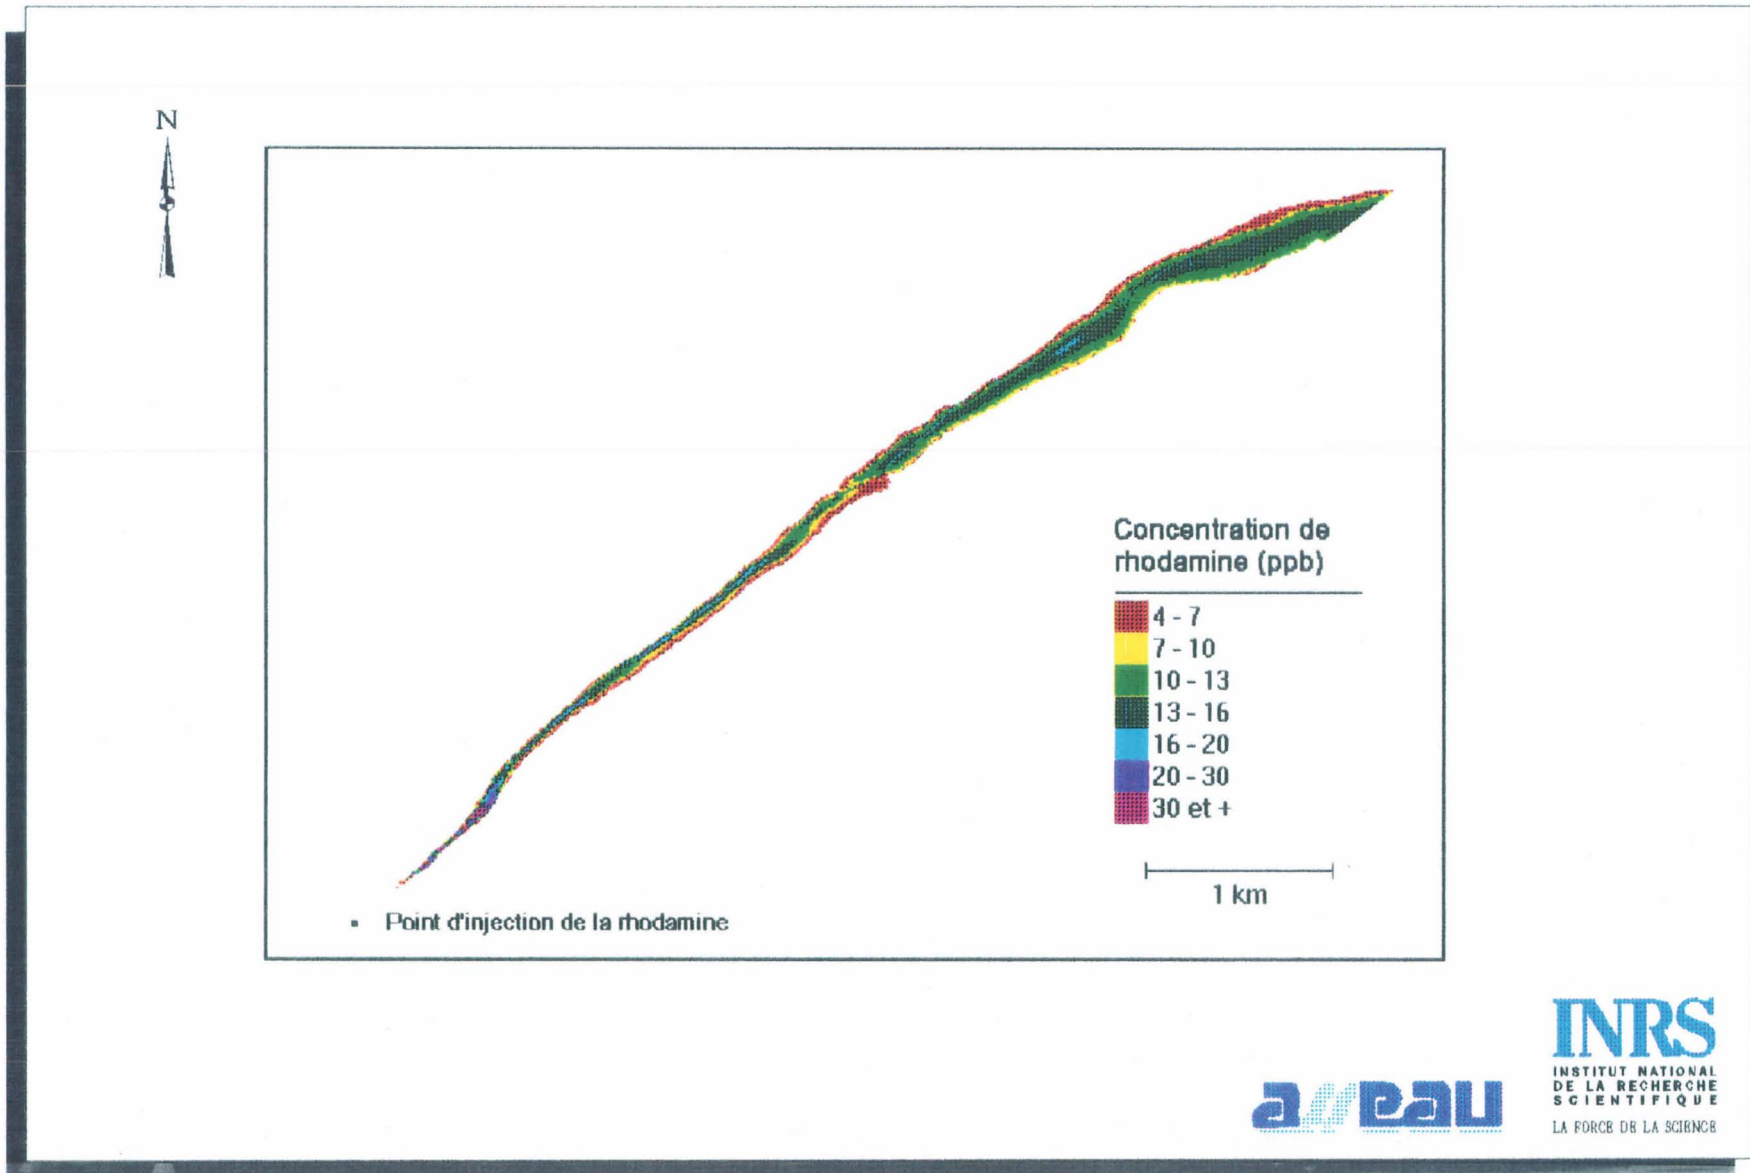 N
Concentration de
rhodamine (ppb)
4 - 7
7 - 10
10 - 13
13 - 16
16 - 20
20 - 30
30 et +
1 km
Point d'injection de la rhodamine
INRS
INSTITUT NATIONAL
DE LA RECHERCHE
SCIENTIFIQUE
LA FORCE DE LA SCIENCE